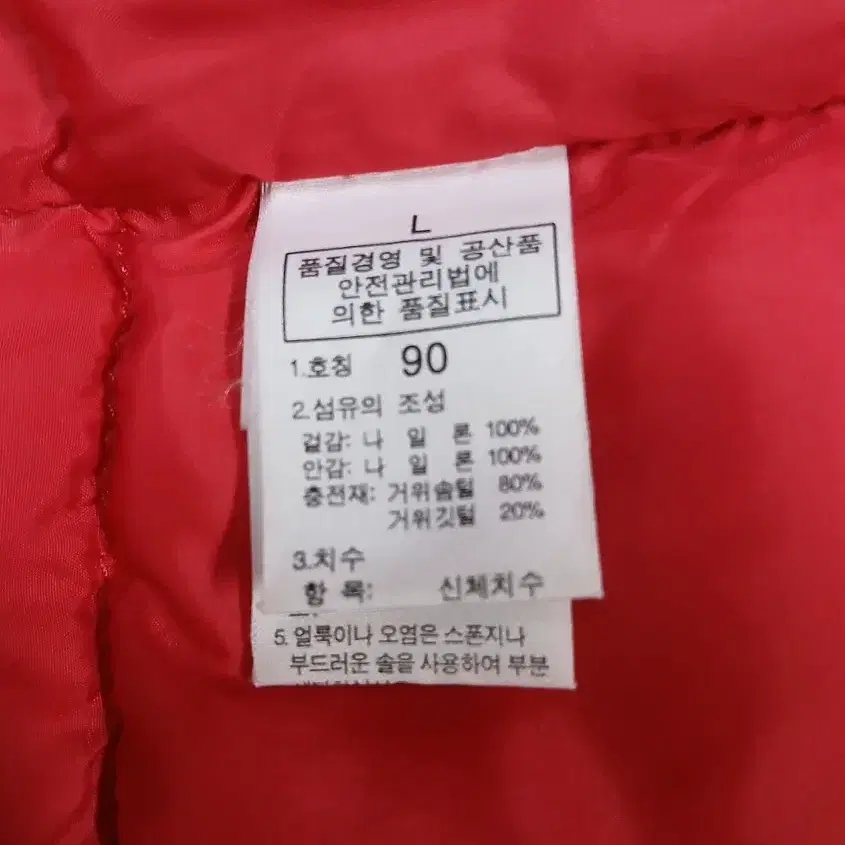 L
품질경영 및 공산품
안전관리법에
의한 품질표시
1.호칭 90
2.섬유의 조성
겉감: 나 일 론 100%
안감: 나 일 론 100%
충전재: 거위솜털 80%
거위깃털 20%
3.치수
항 목: 신체치수
5. 얼룩이나 오염은 스폰지나
부드러운 솔을 사용하여 부분